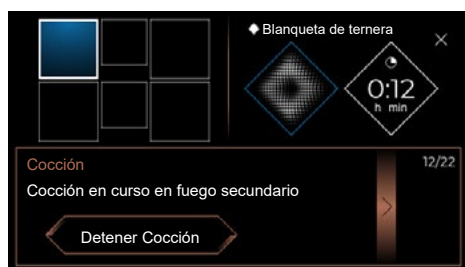 Blanqueta de ternera
0:12
h min
Cocción
12/22
Cocción en curso en fuego secundario
Detener Cocción